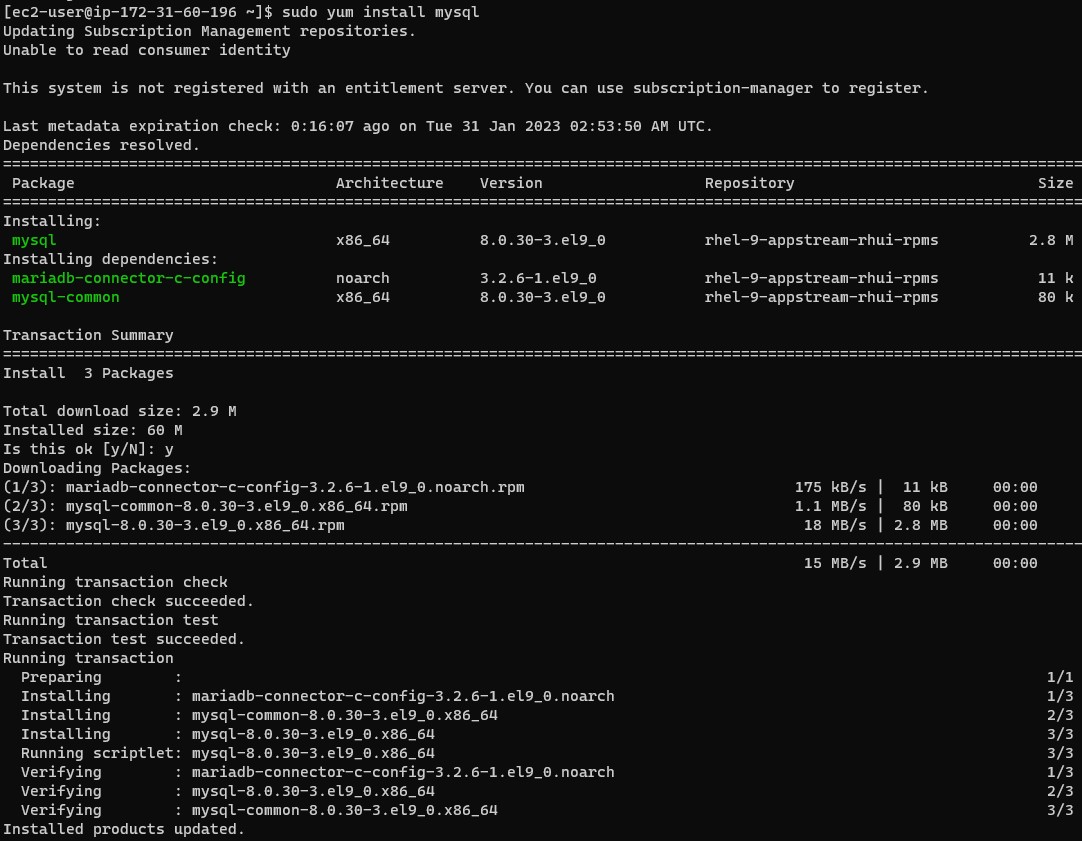 [ec2-user@ip-172-31-60-196 ~]$ sudo yum install mysql
Updating Subscription Management repositories.
Unable to read consumer identity

This system is not registered with an entitlement server. You can use subscription-manager to register.

Last metadata expiration check: 0:16:07 ago on Tue 31 Jan 2023 02:53:50 AM UTC.
Dependencies resolved.
================================================================================
 Package                             Architecture    Version                  Repository                           Size
================================================================================
Installing:
 mysql                               x86_64          8.0.30-3.el9_0           rhel-9-appstream-rhui-rpms          2.8 M
Installing dependencies:
 mariadb-connector-c-config          noarch          3.2.6-1.el9_0            rhel-9-appstream-rhui-rpms           11 k
 mysql-common                        x86_64          8.0.30-3.el9_0           rhel-9-appstream-rhui-rpms           80 k

Transaction Summary
================================================================================
Install  3 Packages

Total download size: 2.9 M
Installed size: 60 M
Is this ok [y/N]: y
Downloading Packages:
(1/3): mariadb-connector-c-config-3.2.6-1.el9_0.noarch.rpm                              175 kB/s |  11 kB     00:00
(2/3): mysql-common-8.0.30-3.el9_0.x86_64.rpm                                           1.1 MB/s |  80 kB     00:00
(3/3): mysql-8.0.30-3.el9_0.x86_64.rpm                                                   18 MB/s | 2.8 MB     00:00
--------------------------------------------------------------------------------
Total                                                                                    15 MB/s | 2.9 MB     00:00
Running transaction check
Transaction check succeeded.
Running transaction test
Transaction test succeeded.
Running transaction
  Preparing        :                                                                                                1/1
  Installing       : mariadb-connector-c-config-3.2.6-1.el9_0.noarch                                                1/3
  Installing       : mysql-common-8.0.30-3.el9_0.x86_64                                                             2/3
  Installing       : mysql-8.0.30-3.el9_0.x86_64                                                                    3/3
  Running scriptlet: mysql-8.0.30-3.el9_0.x86_64                                                                    3/3
  Verifying        : mariadb-connector-c-config-3.2.6-1.el9_0.noarch                                                1/3
  Verifying        : mysql-8.0.30-3.el9_0.x86_64                                                                    2/3
  Verifying        : mysql-common-8.0.30-3.el9_0.x86_64                                                             3/3
Installed products updated.